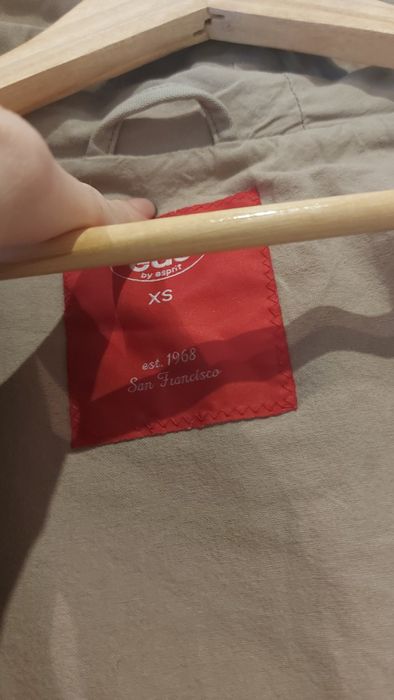 by esprit
XS
est. 1968
San Francisco